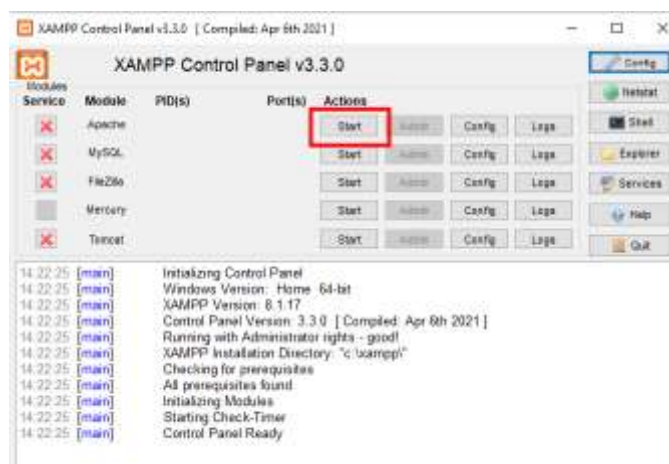 XAMPP Control Panel v3.3.0 [ Compiled: Apr 6th 2021 ]
XAMPP Control Panel v3.3.0
Config
Modules
Service Module PID(s) Port(s) Actions
Netstat
Apache Start Admin Config Logs
Shell
MySQL Start Admin Config Logs
Explorer
FileZilla Start Admin Config Logs
Services
Mercury Start Admin Config Logs
Help
Tomcat Start Admin Config Logs
Quit
14:22:25 [main] Initializing Control Panel
14:22:25 [main] Windows Version: Home 64-bit
14:22:25 [main] XAMPP Version: 8.1.17
14:22:25 [main] Control Panel Version: 3.3.0 [ Compiled: Apr 6th 2021 ]
14:22:25 [main] Running with Administrator rights - good!
14:22:25 [main] XAMPP Installation Directory: "c:\xampp\"
14:22:25 [main] Checking for prerequisites
14:22:25 [main] All prerequisites found
14:22:25 [main] Initializing Modules
14:22:25 [main] Starting Check-Timer
14:22:25 [main] Control Panel Ready